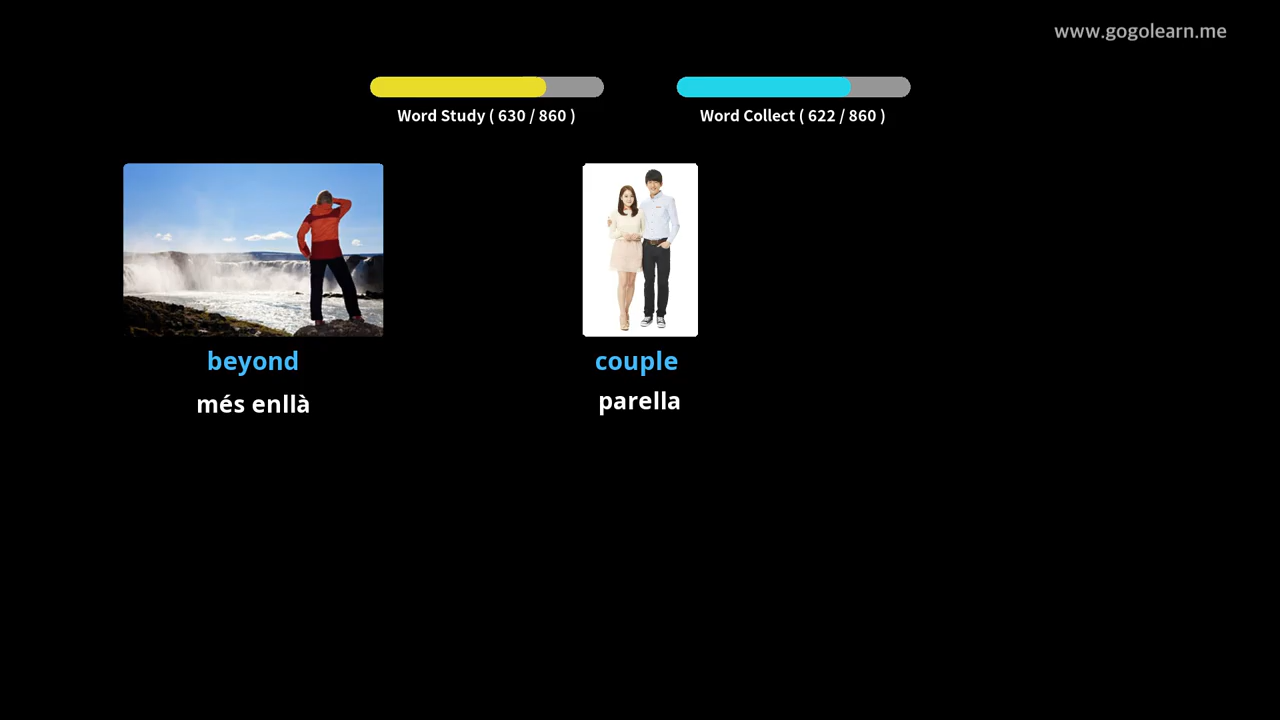 www.gogolearn.me
Word Study ( 630 / 860 )
Word Collect ( 622 / 860 )
beyond
més enllà
couple
parella